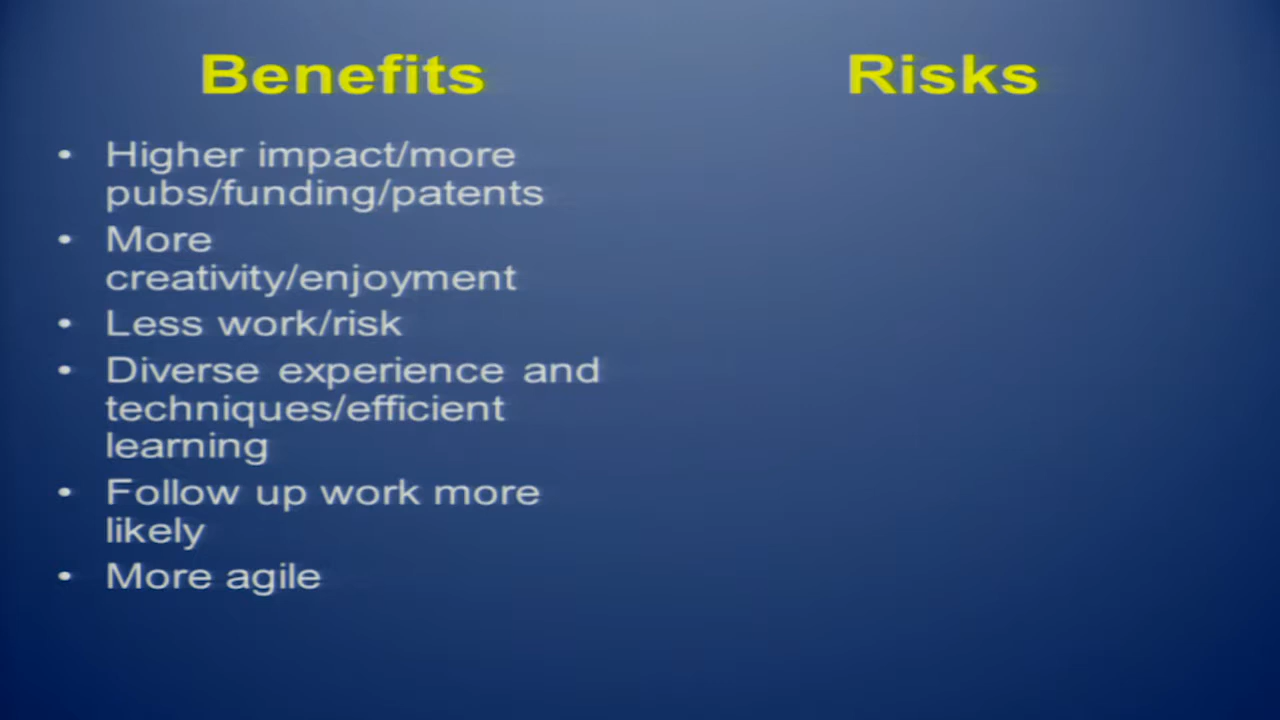 Benefits
Risks
• Higher impact/more
pubs/funding/patents
• More
creativity/enjoyment
• Less work/risk
• Diverse experience and
techniques/efficient
learning
• Follow up work more
likely
• More agile